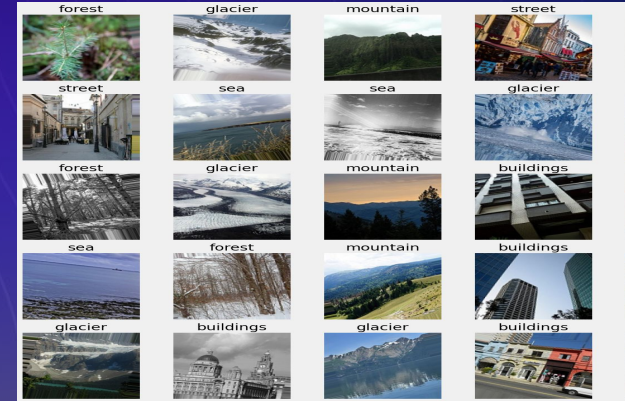 forest glacier mountain street
street sea sea glacier
forest glacier mountain buildings
sea forest mountain buildings
glacier buildings glacier buildings